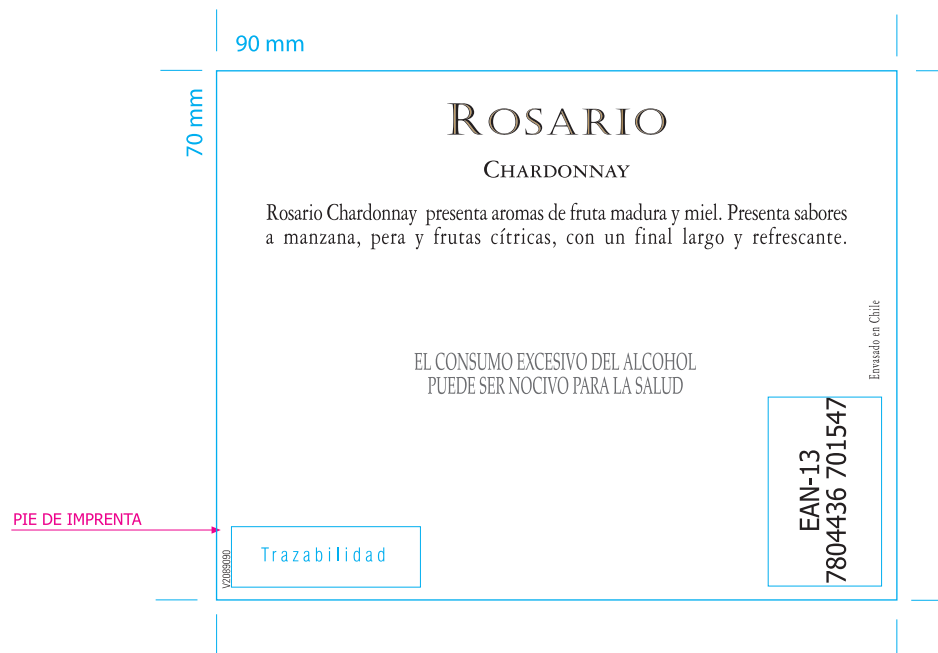 90 mm
70 mm
ROSARIO
CHARDONNAY
Rosario Chardonnay presenta aromas de fruta madura y miel. Presenta sabores
a manzana, pera y frutas cítricas, con un final largo y refrescante.
Envasado en Chile
EL CONSUMO EXCESIVO DEL ALCOHOL
PUEDE SER NOCIVO PARA LA SALUD
EAN-13
7804436 701547
PIE DE IMPRENTA
V2089090
Trazabilidad